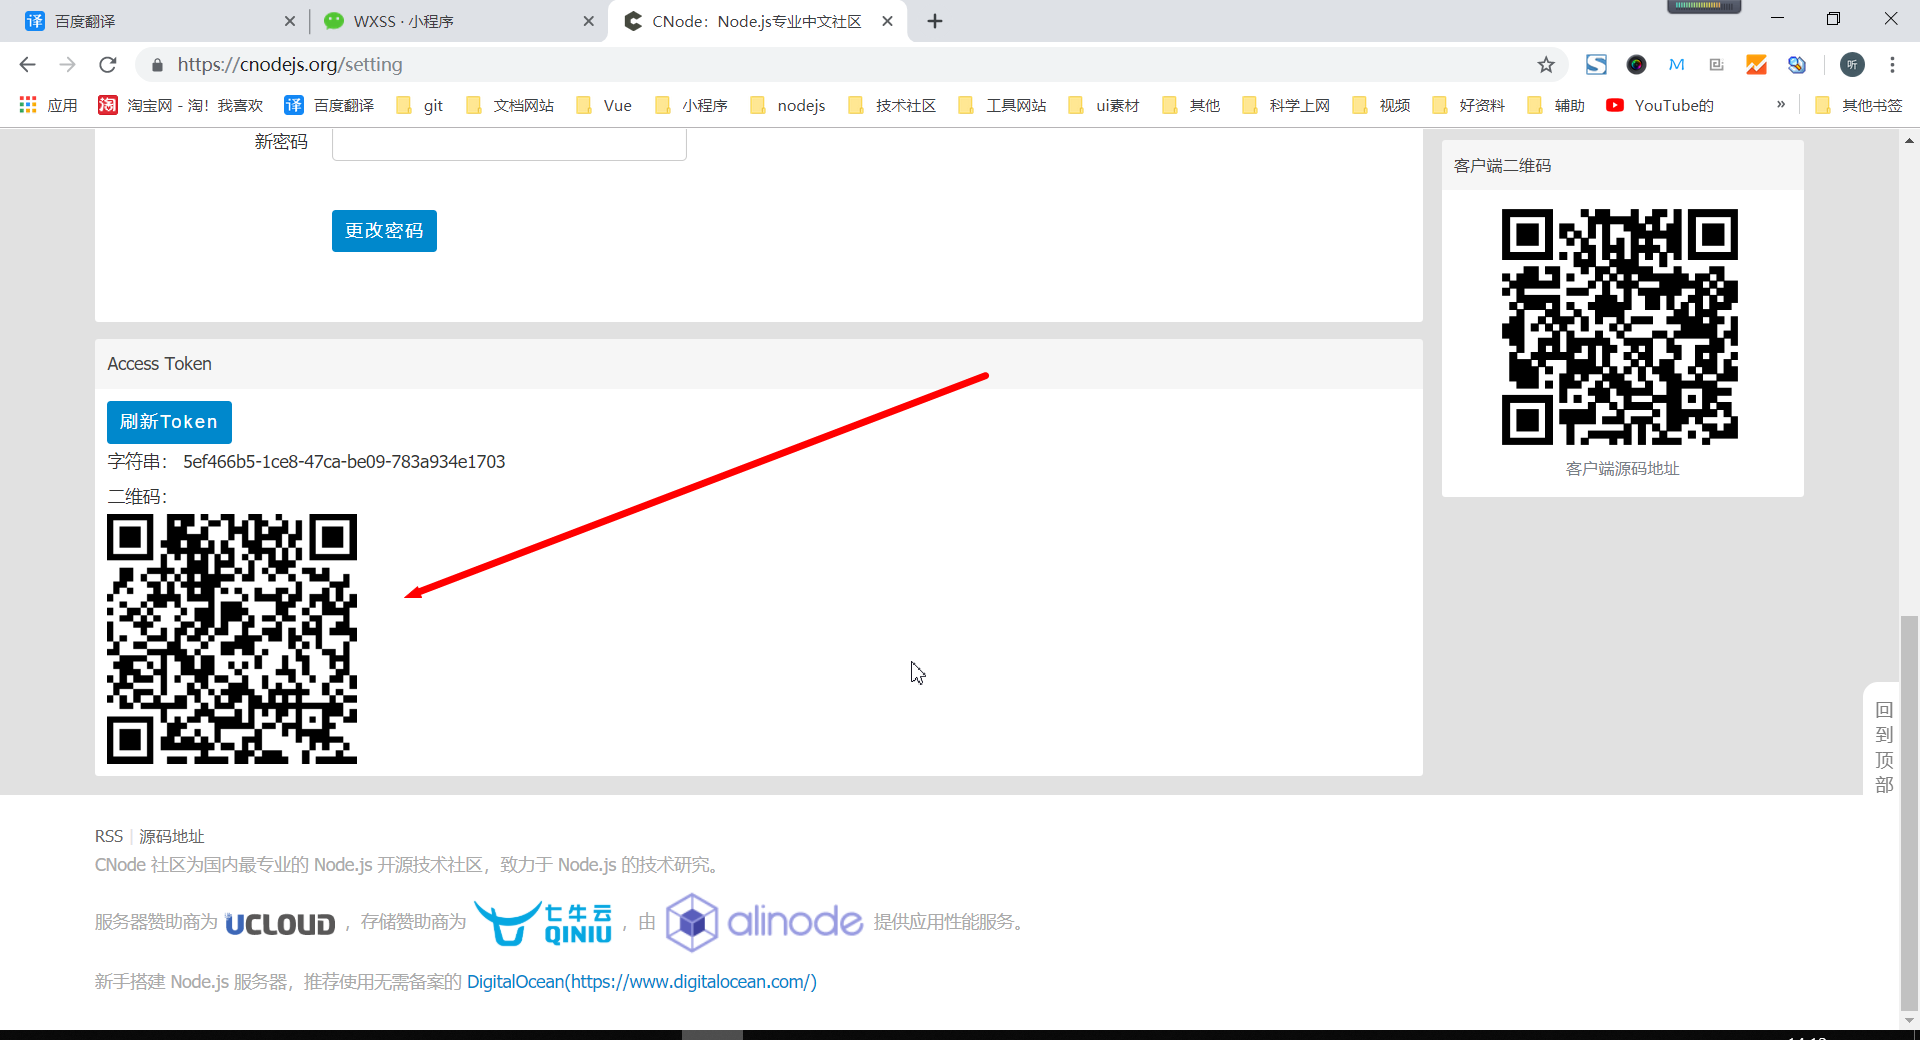 百度翻译
WXSS · 小程序
CNode：Node.js专业中文社区
https://cnodejs.org/setting
应用
淘宝网 - 淘！我喜欢
百度翻译
git
文档网站
Vue
小程序
nodejs
技术社区
工具网站
ui素材
其他
科学上网
视频
好资料
辅助
YouTube的
»
其他书签
新密码
更改密码
客户端二维码
客户端源码地址
Access Token
刷新Token
字符串： 5ef466b5-1ce8-47ca-be09-783a934e1703
二维码：
回到顶部
RSS | 源码地址
CNode 社区为国内最专业的 Node.js 开源技术社区，致力于 Node.js 的技术研究。
服务器赞助商为 UCLOUD ，存储赞助商为 七牛云 QINIU ，由 alinode 提供应用性能服务。
新手搭建 Node.js 服务器，推荐使用无需备案的 DigitalOcean(https://www.digitalocean.com/)